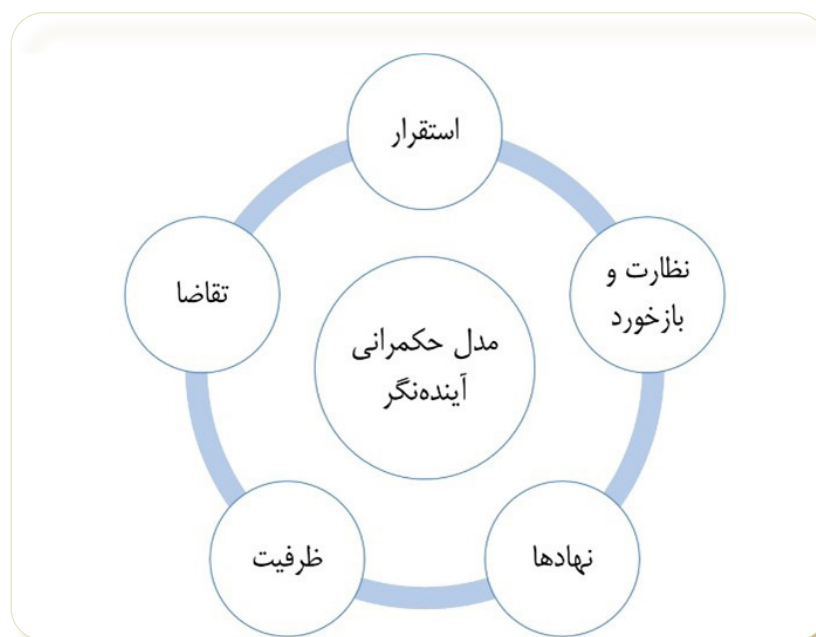 استقرار
نظارت و
بازخورد
تقاضا
مدل حکمرانی
آینده‌نگر
نهادها
ظرفیت